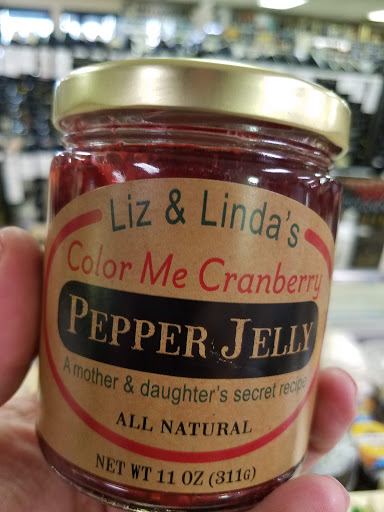 Liz & Linda's
Color Me Cranberry
PEPPER JELLY
A mother & daughter's secret recipe
ALL NATURAL
NET WT 11 OZ (311G)